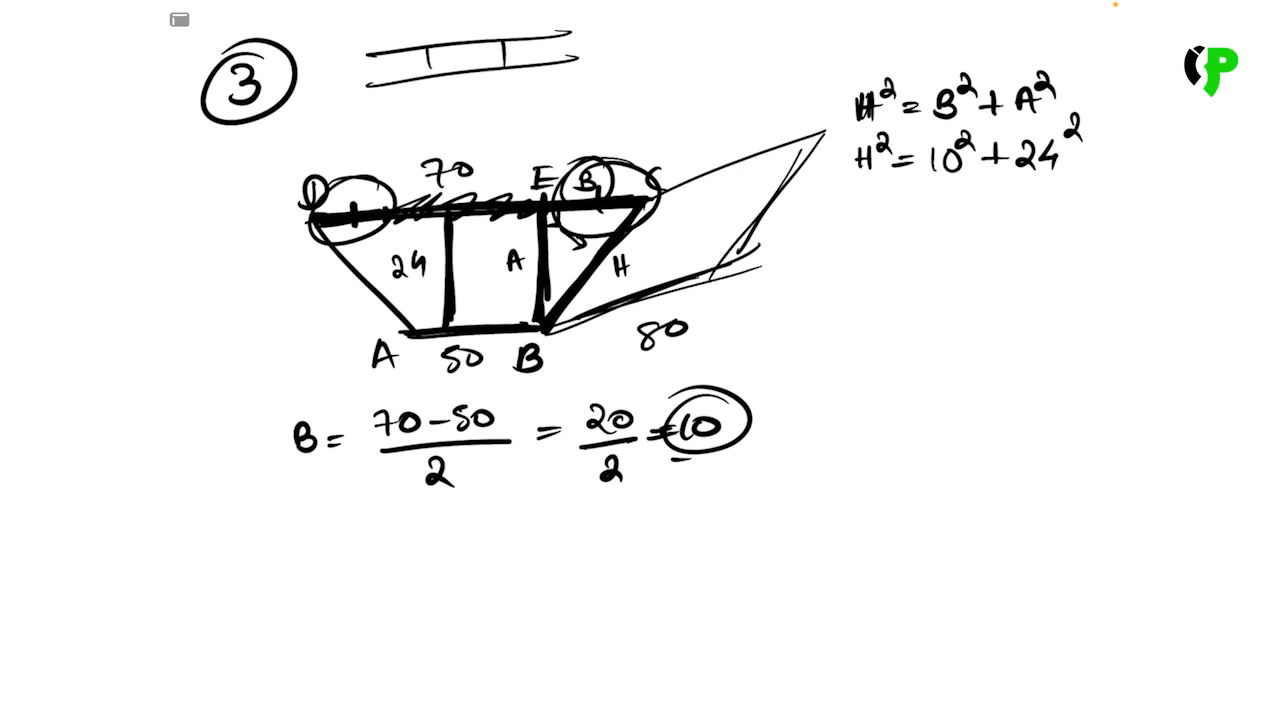 3
H² = B² + A²
H² = 10² + 24²
70
D E B C
24 A H
A 50 B 80
B = 70 - 50 / 2 = 20 / 2 = 10
P